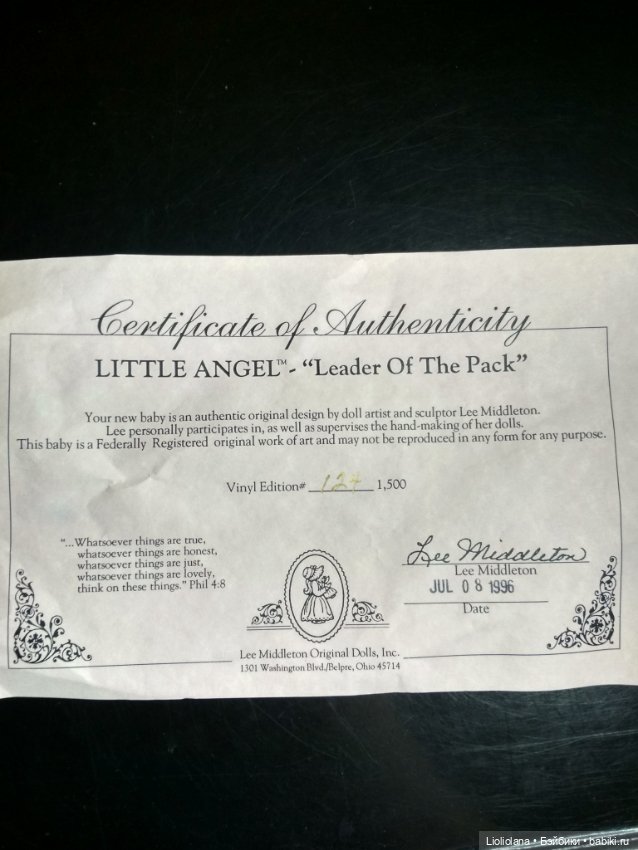 Certificate of Authenticity
LITTLE ANGEL™- “Leader Of The Pack”
Your new baby is an authentic original design by doll artist and sculptor Lee Middleton.
Lee personally participates in, as well as supervises the hand-making of her dolls.
This baby is a Federally Registered original work of art and may not be reproduced in any form for any purpose.
Vinyl Edition# 1,500
“...Whatsoever things are true,
whatsoever things are honest,
whatsoever things are just,
whatsoever things are lovely,
think on these things.” Phil 4:8
Lee Middleton
Lee Middleton
JUL 08 1996
Date
Lee Middleton Original Dolls, Inc.
1301 Washington Blvd./Belpre, Ohio 45714
Liolidana • Бэйбики • babiki.ru